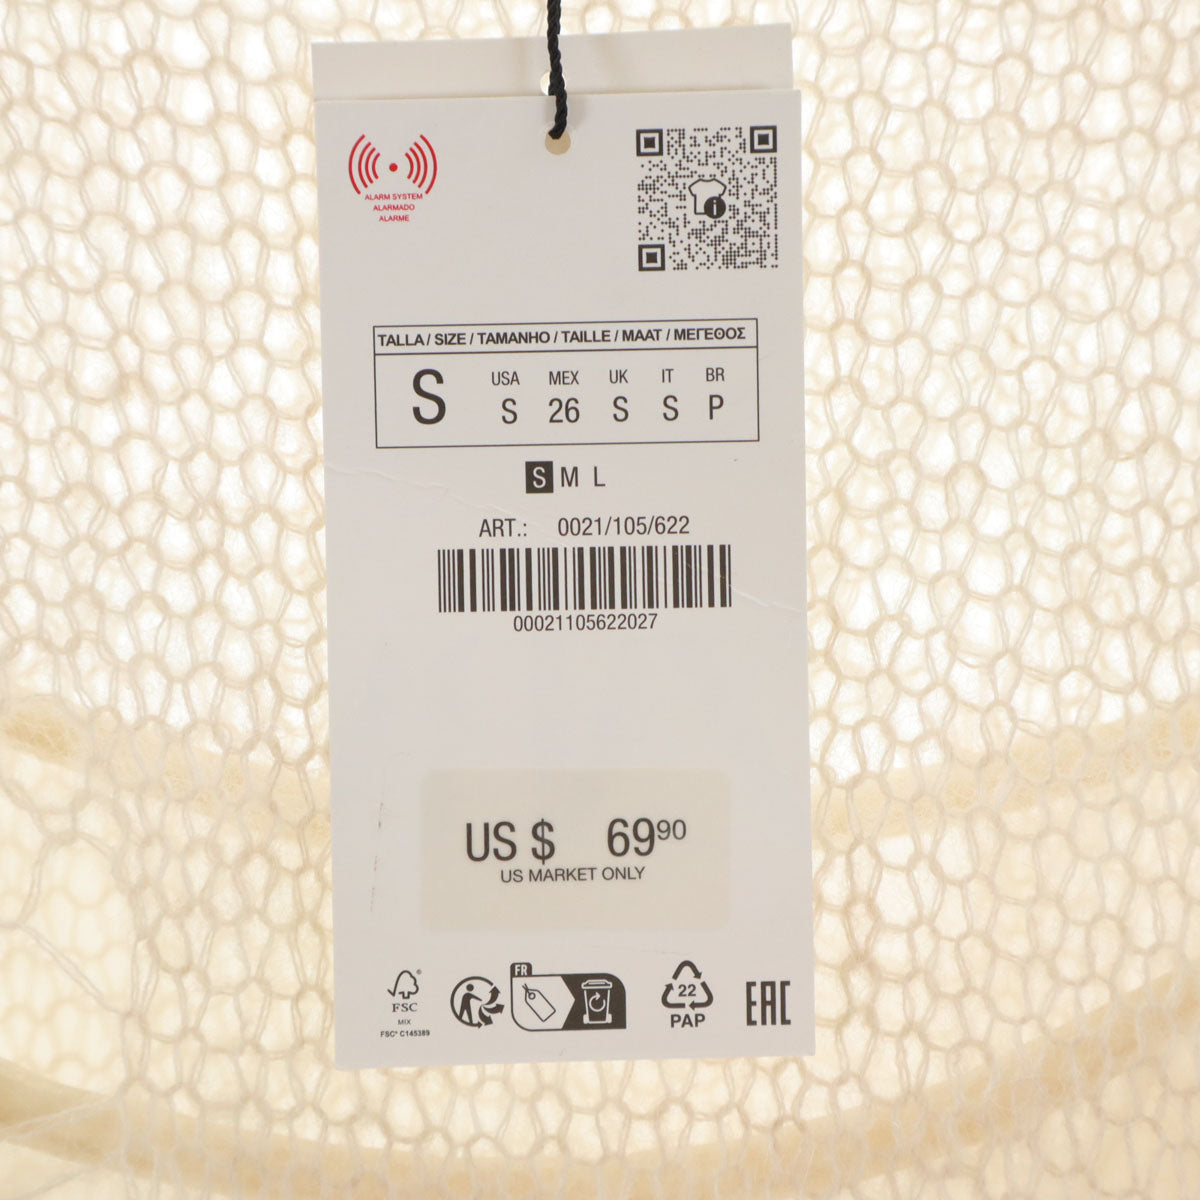 ALARM SYSTEM
ALARMADO
ALARME
TALLA / SIZE / TAMANHO / TAILLE / MAAT / ΜΕΓΕΘΟΣ
S
USA MEX UK IT BR
S 26 S S P
S M L
ART.: 0021/105/622
00021105622027
US $ 69⁹⁰
US MARKET ONLY
FSC
MIX
FSC® C145389
FR
22
PAP
EAC